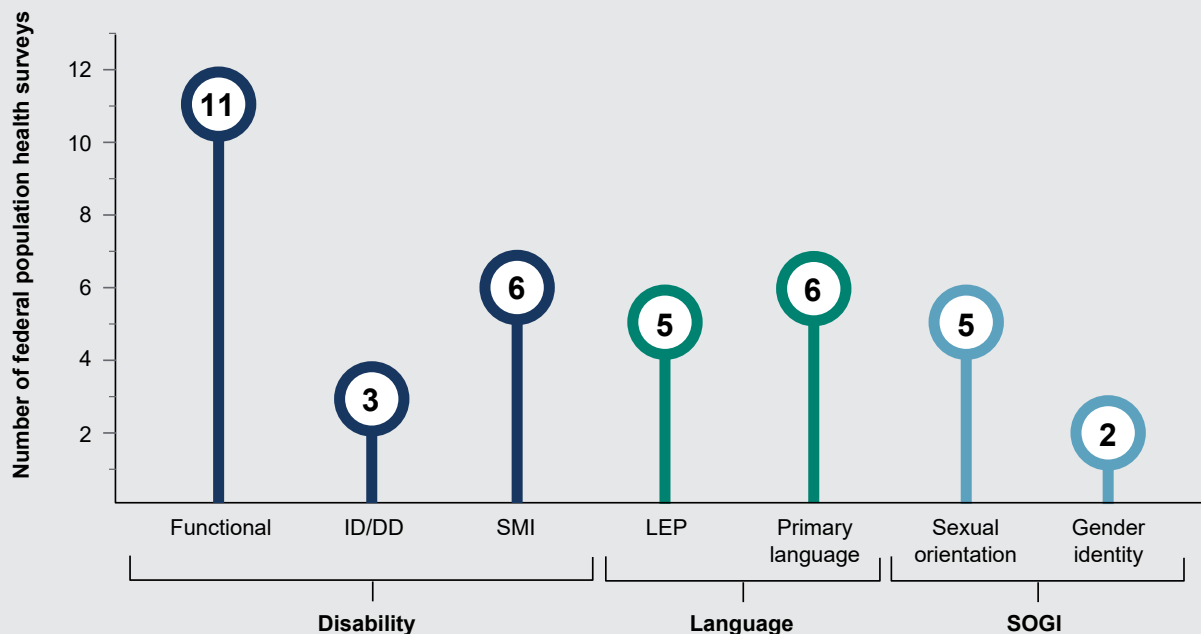 Number of federal population health surveys
12
10
8
6
4
2
11
3
6
5
6
5
2
Functional
ID/DD
SMI
LEP
Primary
language
Sexual
orientation
Gender
identity
Disability
Language
SOGI